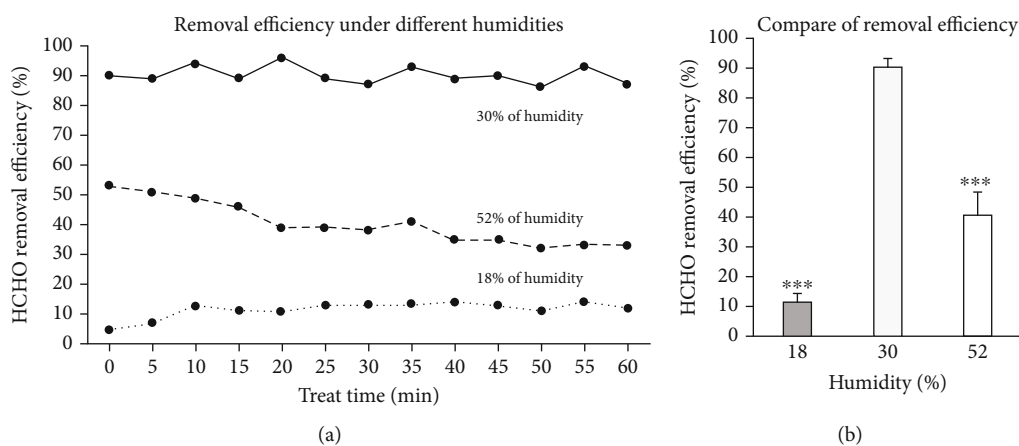 Removal efficiency under different humidities
HCHO removal efficiency (%)
100
90
80
70
60
50
40
30
20
10
0
30% of humidity
52% of humidity
18% of humidity
0 5 10 15 20 25 30 35 40 45 50 55 60
Treat time (min)
(a)
Compare of removal efficiency
HCHO removal efficiency (%)
100
90
80
70
60
50
40
30
20
10
0
***
***
18 30 52
Humidity (%)
(b)